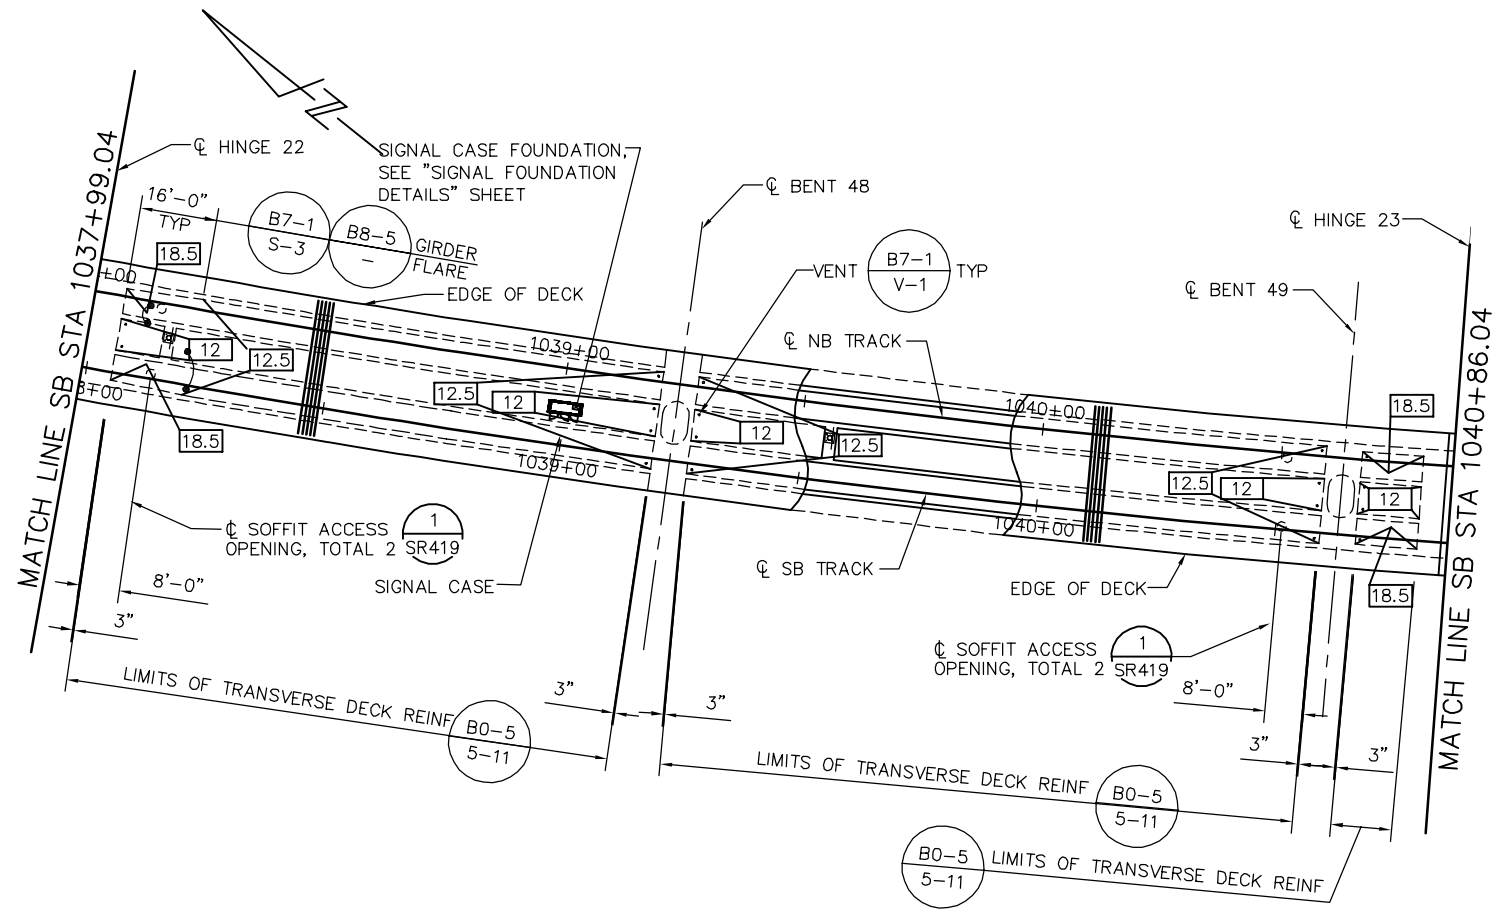 SIGNAL CASE FOUNDATION,
SEE "SIGNAL FOUNDATION
DETAILS" SHEET
℄ HINGE 22
℄ BENT 48
℄ HINGE 23
16'-0"
TYP
B7-1
S-3
B8-5
-
GIRDER
FLARE
MATCH LINE SB STA 1037+99.04
18.5
+00
EDGE OF DECK
VENT
B7-1
V-1
TYP
℄ BENT 49
℄ NB TRACK
12
12.5
1039+00
12.5
12
1040+00
18.5
+00
18.5
12
12.5
1039+00
12.5
12
12
1040+00
℄ SOFFIT ACCESS
OPENING, TOTAL 2
1
SR419
SIGNAL CASE
℄ SB TRACK
EDGE OF DECK
18.5
MATCH LINE SB STA 1040+86.04
8'-0"
3"
℄ SOFFIT ACCESS
OPENING, TOTAL 2
1
SR419
8'-0"
LIMITS OF TRANSVERSE DECK REINF
B0-5
5-11
3"
3"
3"
3"
LIMITS OF TRANSVERSE DECK REINF
B0-5
5-11
B0-5
5-11
LIMITS OF TRANSVERSE DECK REINF